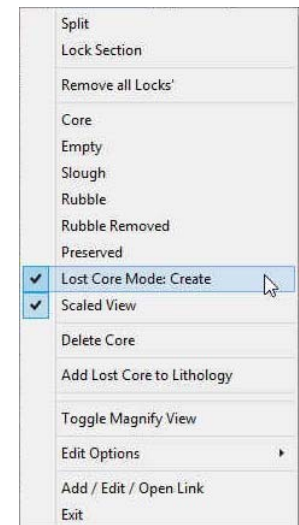 Split
Lock Section
Remove all Locks'
Core
Empty
Slough
Rubble
Rubble Removed
Preserved
Lost Core Mode: Create
Scaled View
Delete Core
Add Lost Core to Lithology
Toggle Magnify View
Edit Options
Add / Edit / Open Link
Exit